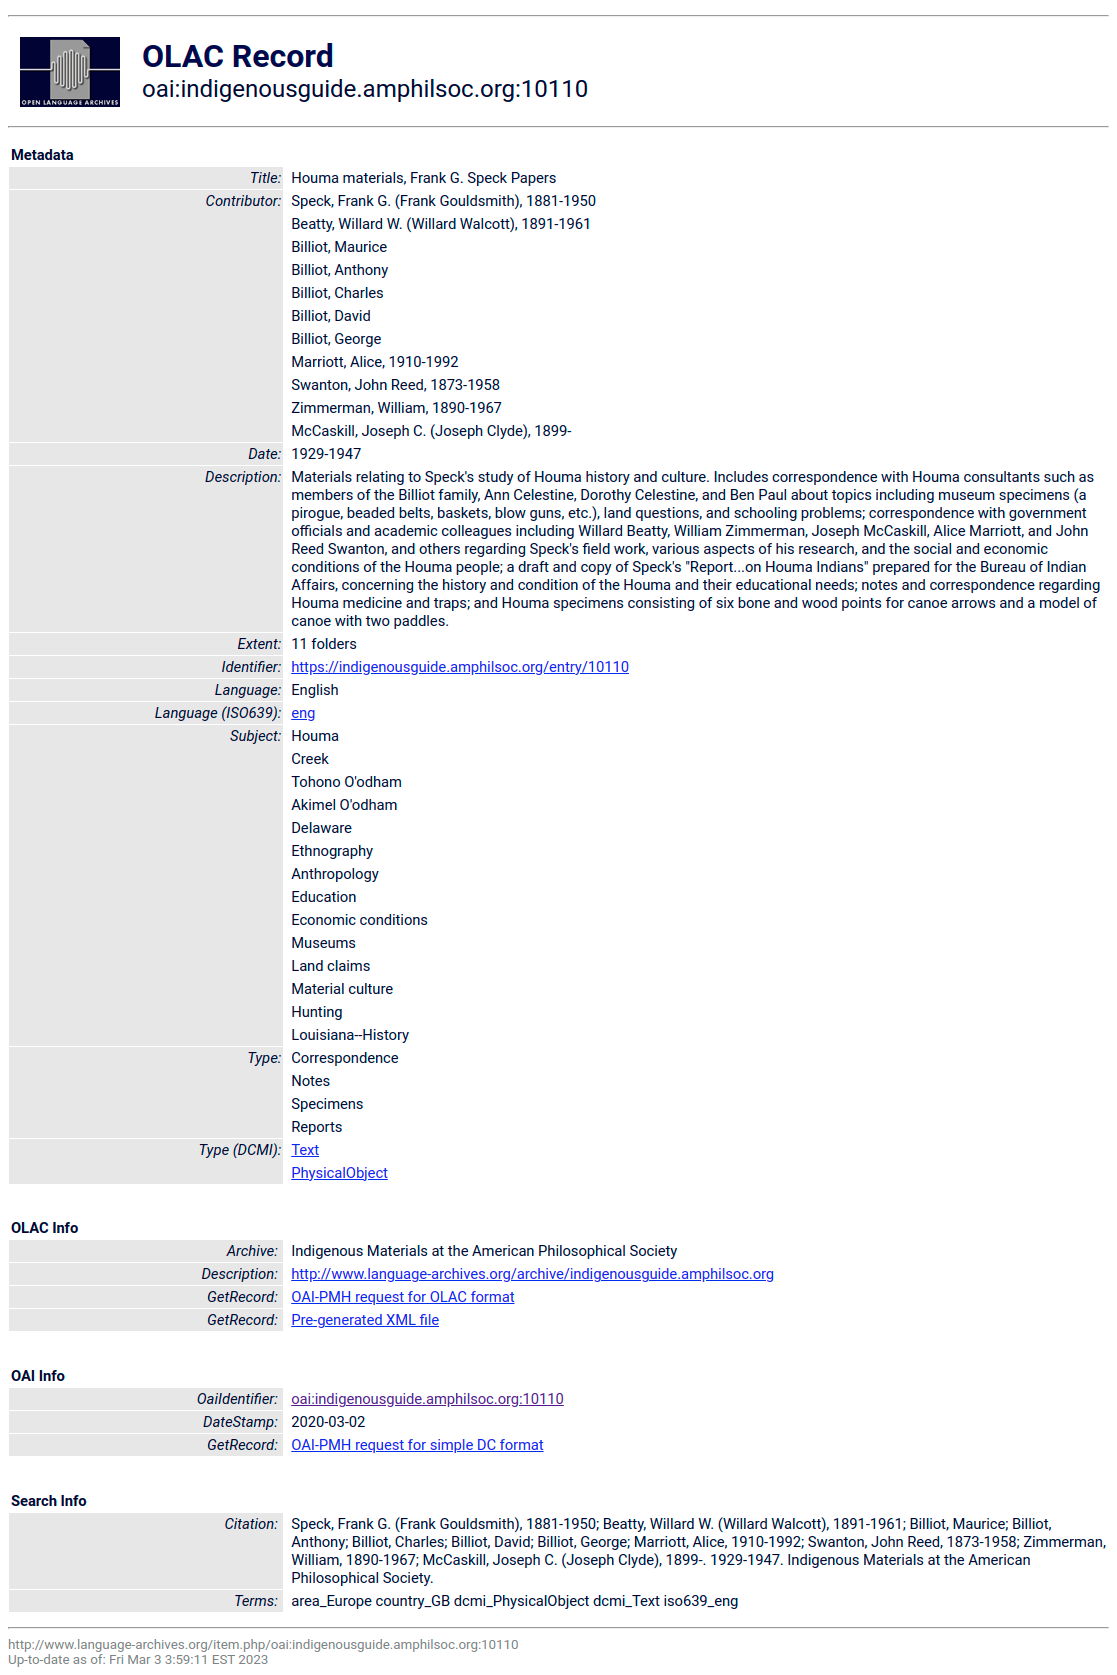 OPEN LANGUAGE ARCHIVES
OLAC Record
oai:indigenousguide.amphilsoc.org:10110
Metadata
Title: Houma materials, Frank G. Speck Papers
Contributor: Speck, Frank G. (Frank Gouldsmith), 1881-1950
Beatty, Willard W. (Willard Walcott), 1891-1961
Billiot, Maurice
Billiot, Anthony
Billiot, Charles
Billiot, David
Billiot, George
Marriott, Alice, 1910-1992
Swanton, John Reed, 1873-1958
Zimmerman, William, 1890-1967
McCaskill, Joseph C. (Joseph Clyde), 1899-
Date: 1929-1947
Description: Materials relating to Speck's study of Houma history and culture. Includes correspondence with Houma consultants such as
members of the Billiot family, Ann Celestine, Dorothy Celestine, and Ben Paul about topics including museum specimens (a
pirogue, beaded belts, baskets, blow guns, etc.), land questions, and schooling problems; correspondence with government
officials and academic colleagues including Willard Beatty, William Zimmerman, Joseph McCaskill, Alice Marriott, and John
Reed Swanton, and others regarding Speck's field work, various aspects of his research, and the social and economic
conditions of the Houma people; a draft and copy of Speck's "Report...on Houma Indians" prepared for the Bureau of Indian
Affairs, concerning the history and condition of the Houma and their educational needs; notes and correspondence regarding
Houma medicine and traps; and Houma specimens consisting of six bone and wood points for canoe arrows and a model of
canoe with two paddles.
Extent: 11 folders
Identifier: https://indigenousguide.amphilsoc.org/entry/10110
Language: English
Language (ISO639): eng
Subject: Houma
Creek
Tohono O'odham
Akimel O'odham
Delaware
Ethnography
Anthropology
Education
Economic conditions
Museums
Land claims
Material culture
Hunting
Louisiana--History
Type: Correspondence
Notes
Specimens
Reports
Type (DCMI): Text
PhysicalObject
OLAC Info
Archive: Indigenous Materials at the American Philosophical Society
Description: http://www.language-archives.org/archive/indigenousguide.amphilsoc.org
GetRecord: OAI-PMH request for OLAC format
GetRecord: Pre-generated XML file
OAI Info
OaiIdentifier: oai:indigenousguide.amphilsoc.org:10110
DateStamp: 2020-03-02
GetRecord: OAI-PMH request for simple DC format
Search Info
Citation: Speck, Frank G. (Frank Gouldsmith), 1881-1950; Beatty, Willard W. (Willard Walcott), 1891-1961; Billiot, Maurice; Billiot,
Anthony; Billiot, Charles; Billiot, David; Billiot, George; Marriott, Alice, 1910-1992; Swanton, John Reed, 1873-1958; Zimmerman,
William, 1890-1967; McCaskill, Joseph C. (Joseph Clyde), 1899-. 1929-1947. Indigenous Materials at the American
Philosophical Society.
Terms: area_Europe country_GB dcmi_PhysicalObject dcmi_Text iso639_eng
http://www.language-archives.org/item.php/oai:indigenousguide.amphilsoc.org:10110
Up-to-date as of: Fri Mar 3 3:59:11 EST 2023